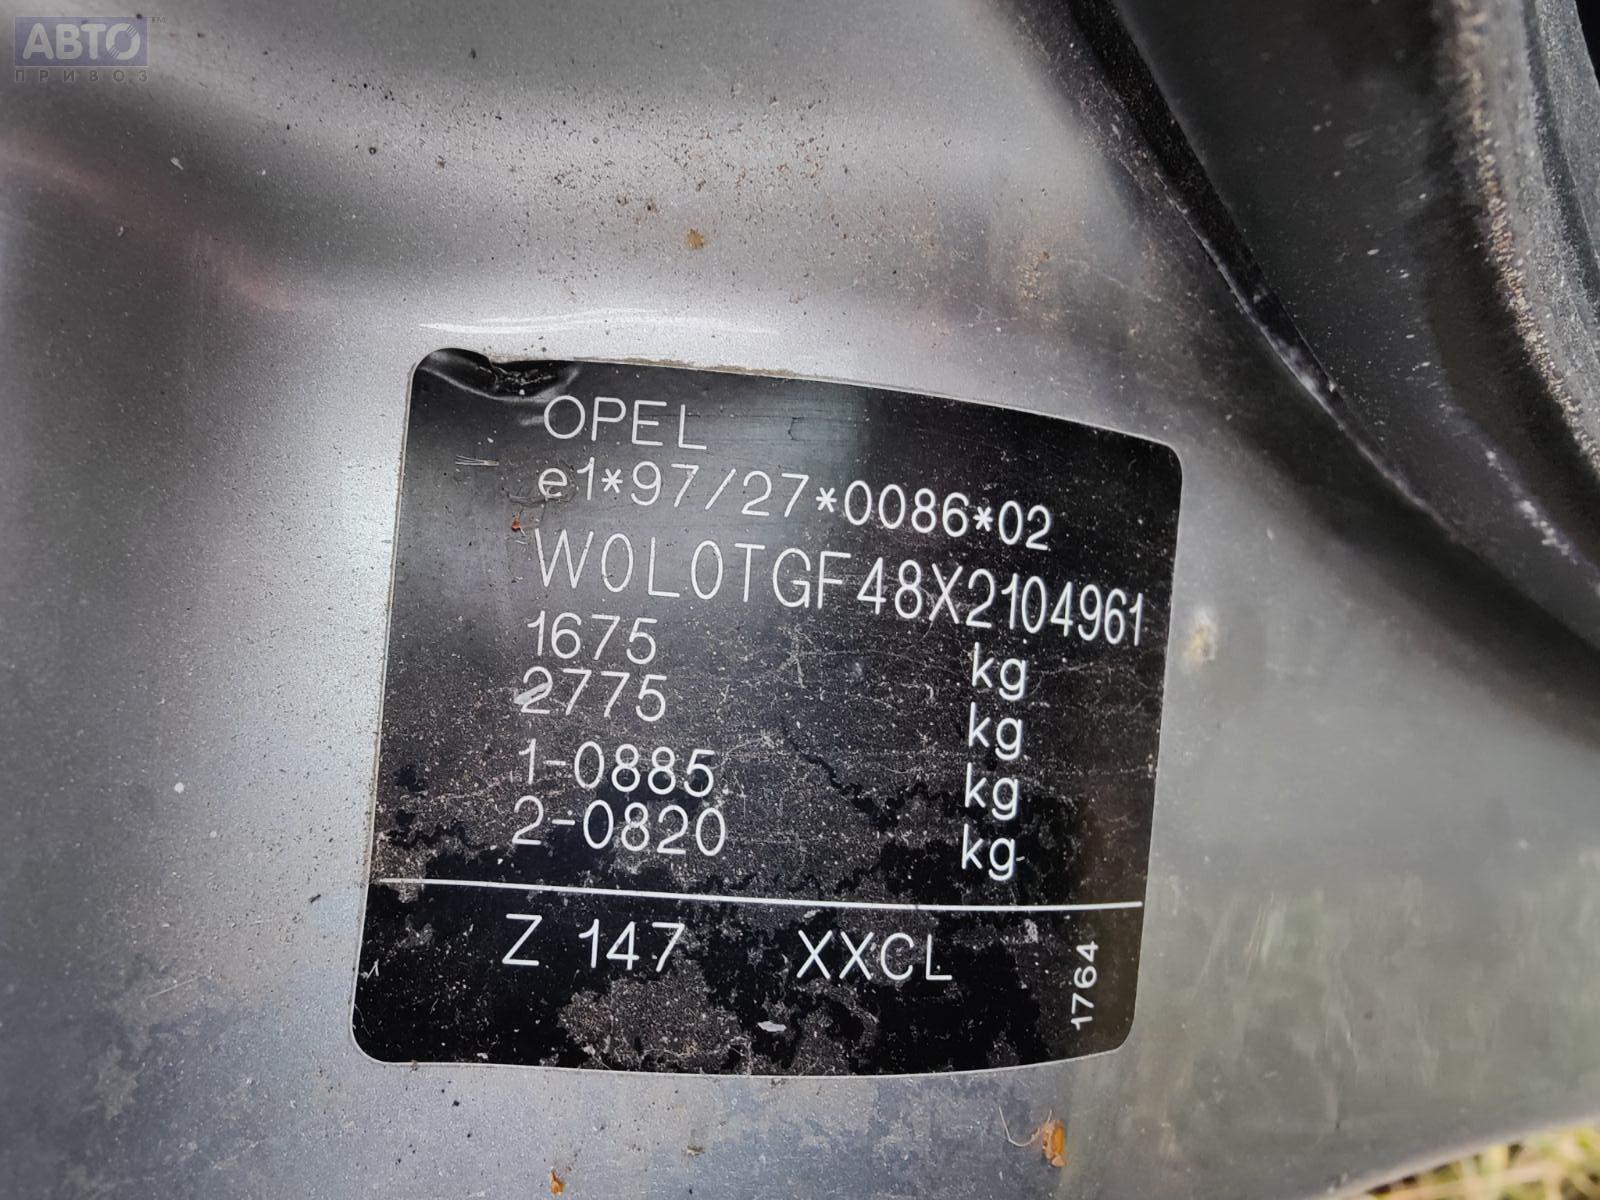 АВТО™
ПРИВОЗ
OPEL
e1*97/27*0086*02
W0L0TGF48X2104961
1675 kg
2775 kg
1-0885 kg
2-0820 kg
Z 147 XXCL
1764